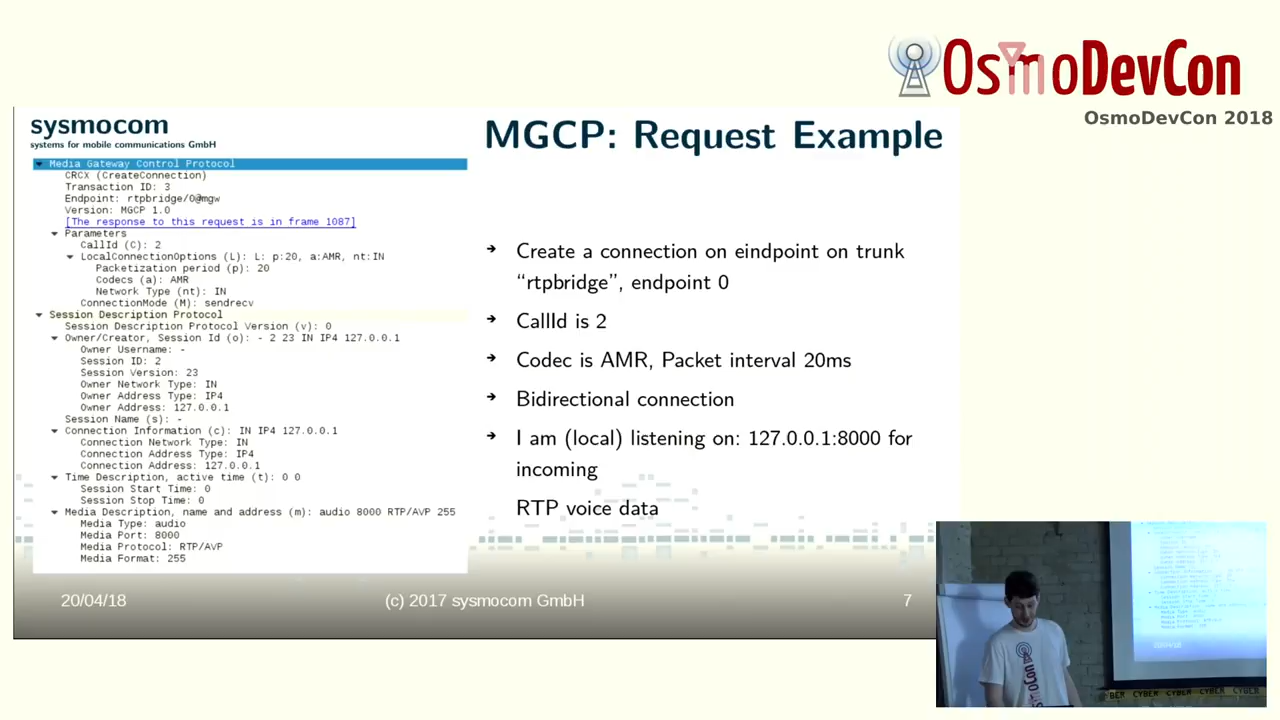 OsmoDevCon
OsmoDevCon 2018
sysmocom
systems for mobile communications GmbH
MGCP: Request Example
Media Gateway Control Protocol
CRCX (CreateConnection)
Transaction ID: 3
Endpoint: rtpbridge/0@mgw
Version: MGCP 1.0
[The response to this request is in frame 1087]
Parameters
CallId (C): 2
LocalConnectionOptions (L): L: p:20, a:AMR, nt:IN
Packetization period (p): 20
Codecs (a): AMR
Network Type (nt): IN
ConnectionMode (M): sendrecv
Session Description Protocol
Session Description Protocol Version (v): 0
Owner/Creator, Session Id (o): - 2 23 IN IP4 127.0.0.1
Owner Username: -
Session ID: 2
Session Version: 23
Owner Network Type: IN
Owner Address Type: IP4
Owner Address: 127.0.0.1
Session Name (s): -
Connection Information (c): IN IP4 127.0.0.1
Connection Network Type: IN
Connection Address Type: IP4
Connection Address: 127.0.0.1
Time Description, active time (t): 0 0
Session Start Time: 0
Session Stop Time: 0
Media Description, name and address (m): audio 8000 RTP/AVP 255
Media Type: audio
Media Port: 8000
Media Protocol: RTP/AVP
Media Format: 255
Create a connection on eindpoint on trunk
“rtpbridge”, endpoint 0
CallId is 2
Codec is AMR, Packet interval 20ms
Bidirectional connection
I am (local) listening on: 127.0.0.1:8000 for
incoming
RTP voice data
20/04/18
(c) 2017 sysmocom GmbH
7
CYBER CYBER CYBER CYBER